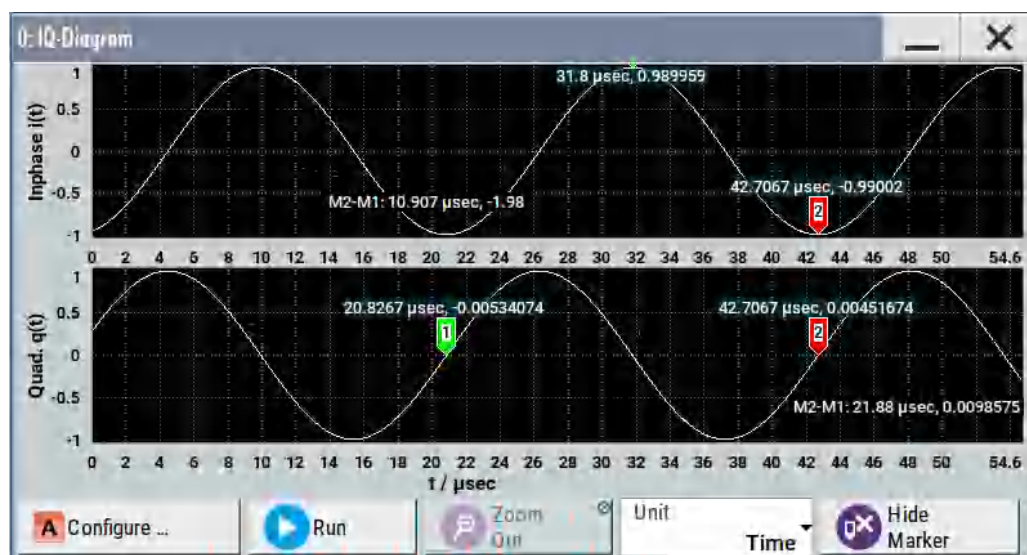 0: IQ-Diagram
Inphase i(t)
1
0.5
0
-0.5
-1
31.8 µsec, 0.989959
M2-M1: 10.907 µsec, -1.98
42.7067 µsec, -0.99002
2
0 2 4 6 8 10 12 14 16 18 20 22 24 26 28 30 32 34 36 38 40 42 44 46 48 50 54.6
Quad. q(t)
1
0.5
0
-0.5
-1
20.8267 µsec, -0.00534074
1
42.7067 µsec, 0.00451674
2
M2-M1: 21.88 µsec, 0.0098575
0 2 4 6 8 10 12 14 16 18 20 22 24 26 28 30 32 34 36 38 40 42 44 46 48 50 54.6
t / µsec
A Configure ...
Run
Zoom
Out
Unit
Time
Hide
Marker